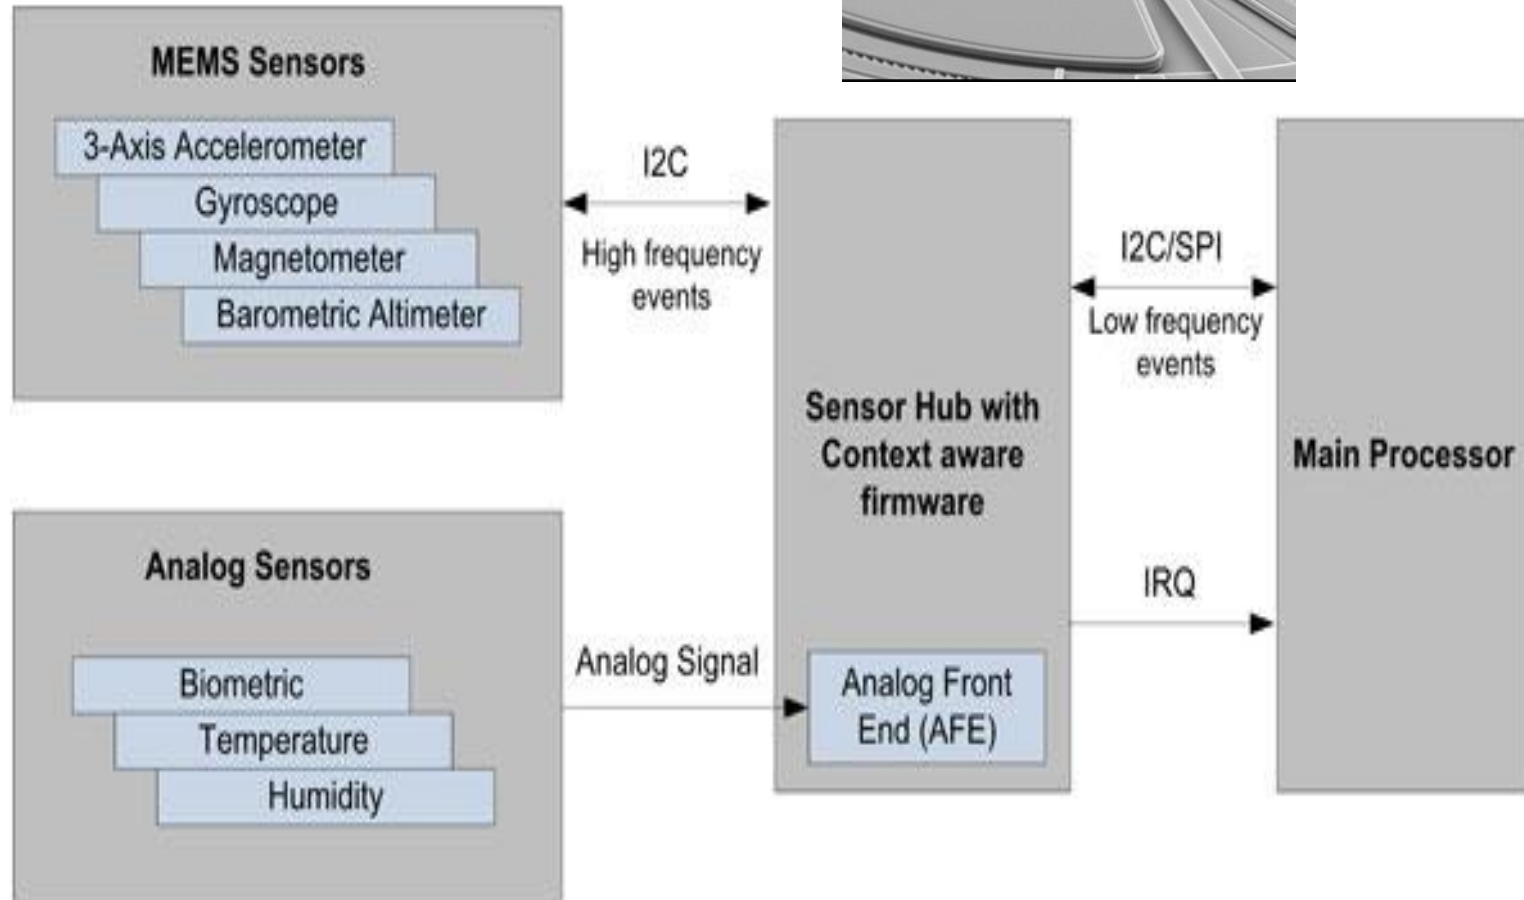 MEMS Sensors
3-Axis Accelerometer
Gyroscope
Magnetometer
Barometric Altimeter
I2C
High frequency
events
I2C/SPI
Low frequency
events
Sensor Hub with
Context aware
firmware
Main Processor
Analog Sensors
Biometric
Temperature
Humidity
Analog Signal
Analog Front
End (AFE)
IRQ